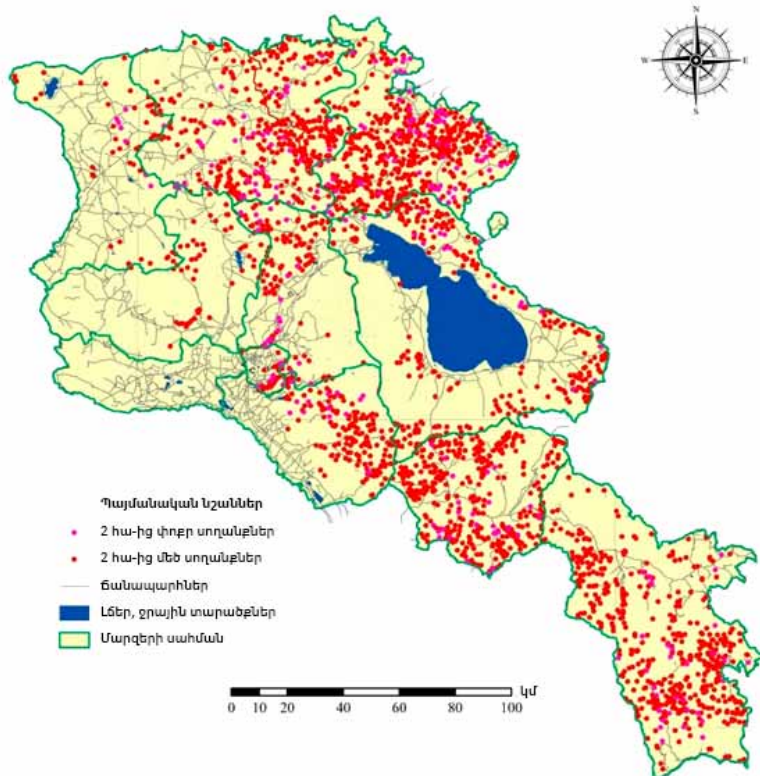 N
W E
S
Պայմանական նշաններ
2 հա-ից փոքր սողանքներ
2 հա-ից մեծ սողանքներ
Ճանապարհներ
Լճեր, ջրային տարածքներ
Մարզերի սահման
կմ
0 10 20 40 60 80 100